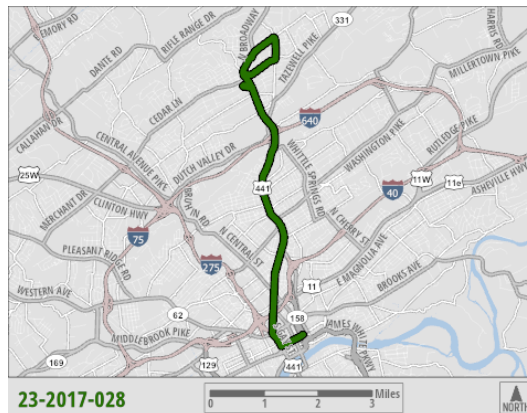 EMORY RD
RIFLE RANGE DR
N BROADWAY
331
HARRIS RD
DANTE RD
TAZEWELL PIKE
MILLERTOWN PIKE
CEDAR LN
CALLAHAN DR
CENTRAL AVENUE PIKE
640
WASHINGTON PIKE
RUTLEDGE PIKE
DUTCH VALLEY DR
WHITTLE SPRINGS RD
25W
11W
11e
ASHEVILLE HWY
MERCHANT DR
CLINTON HWY
BRUHIN RD
441
40
75
N CENTRAL ST
N CHERRY ST
PLEASANT RIDGE RD
275
E MAGNOLIA AVE
WESTERN AVE
11
BROOKS AVE
62
158
JAMES WHITE PKWY
MIDDLEBROOK PIKE
169
129
441
23-2017-028
0 1 2 3
Miles
NORTH